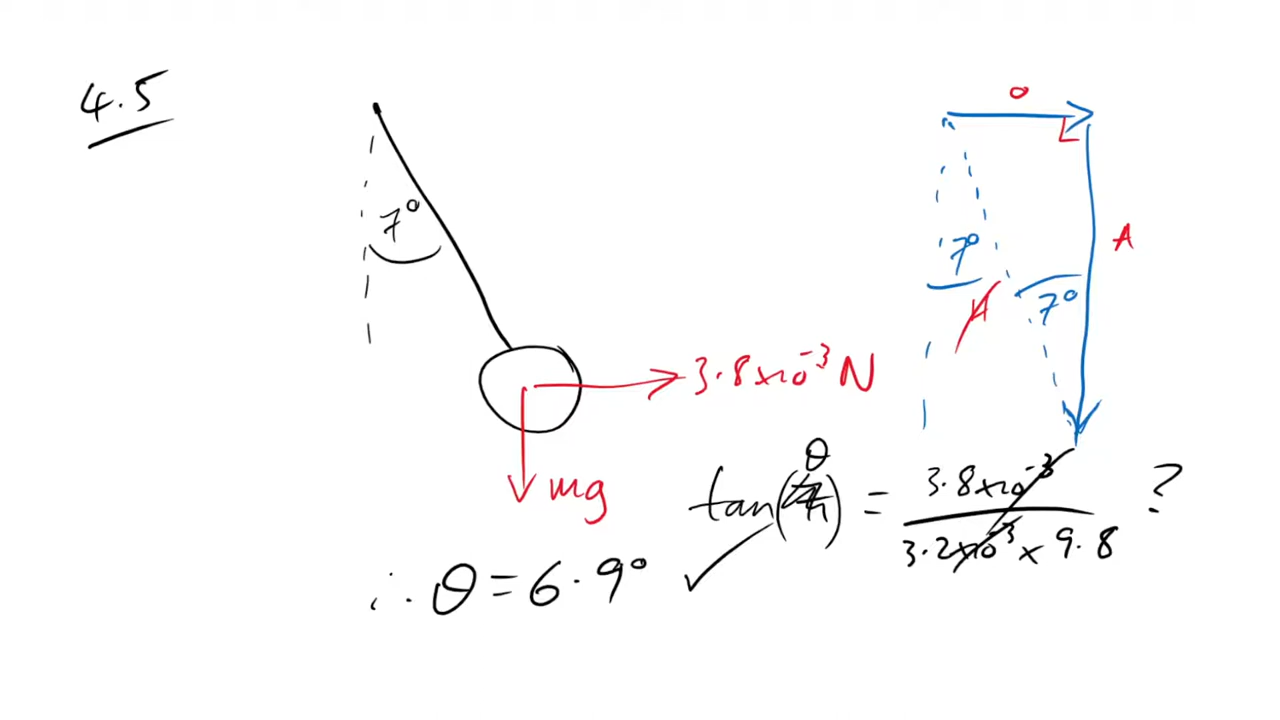 4.5
O
7°
A
7°
H
7°
3.8×10⁻³ N
mg
tan(θ) = 3.8×10⁻³ / 3.2×10⁻³ × 9.8 ?
∴ θ = 6.9° ✓